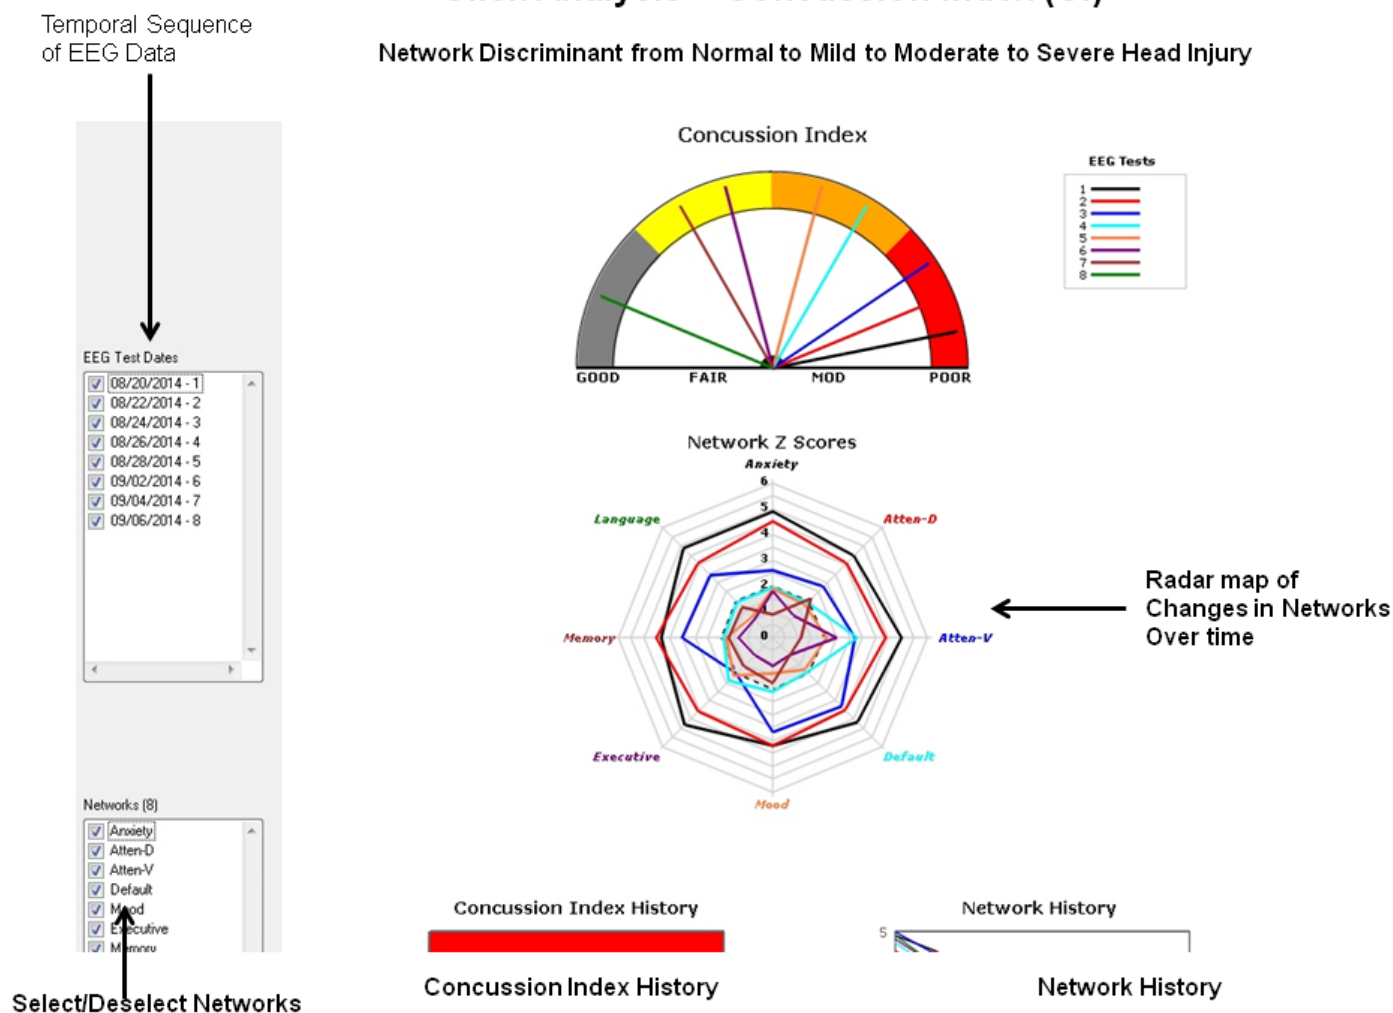 Temporal Sequence
of EEG Data
Network Discriminant from Normal to Mild to Moderate to Severe Head Injury
Concussion Index
EEG Tests
1
2
3
4
5
6
7
8
GOOD FAIR MOD POOR
EEG Test Dates
08/20/2014 - 1
08/22/2014 - 2
08/24/2014 - 3
08/26/2014 - 4
08/28/2014 - 5
09/02/2014 - 6
09/04/2014 - 7
09/06/2014 - 8
Network Z Scores
Anxiety
6
5
4
3
2
1
0
Language
Atten-D
Memory
Atten-V
Executive
Default
Mood
Radar map of
Changes in Networks
Over time
Networks (8)
Anxiety
Atten-D
Atten-V
Default
Mood
Executive
Memory
Concussion Index History
Network History
5
Select/Deselect Networks
Concussion Index History
Network History